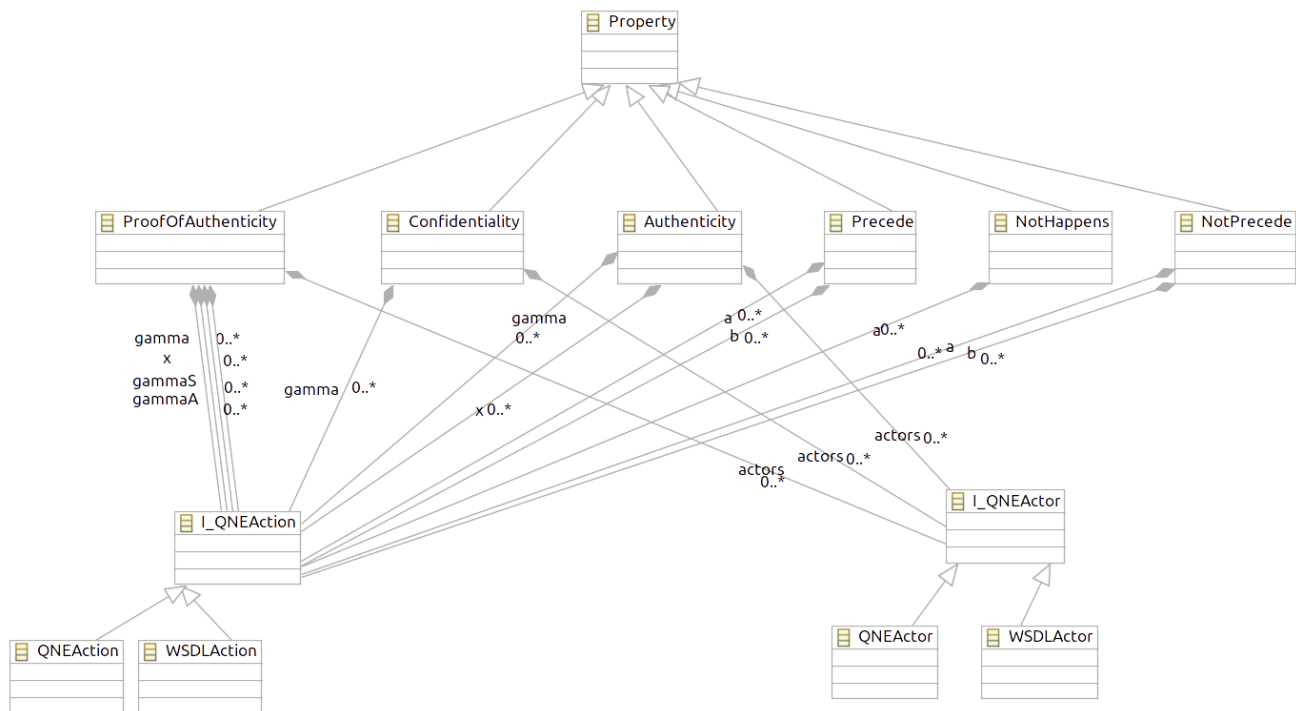 Property
ProofOfAuthenticity
Confidentiality
Authenticity
Precede
NotHappens
NotPrecede
gamma
0..*
x
0..*
gammaS
0..*
gammaA
0..*
gamma 0..*
gamma
0..*
x 0..*
a 0..*
b 0..*
a 0..*
0..* a
b 0..*
actors 0..*
actors 0..*
actors
0..*
I_QNEAction
I_QNEActor
QNEAction
WSDLAction
QNEActor
WSDLActor